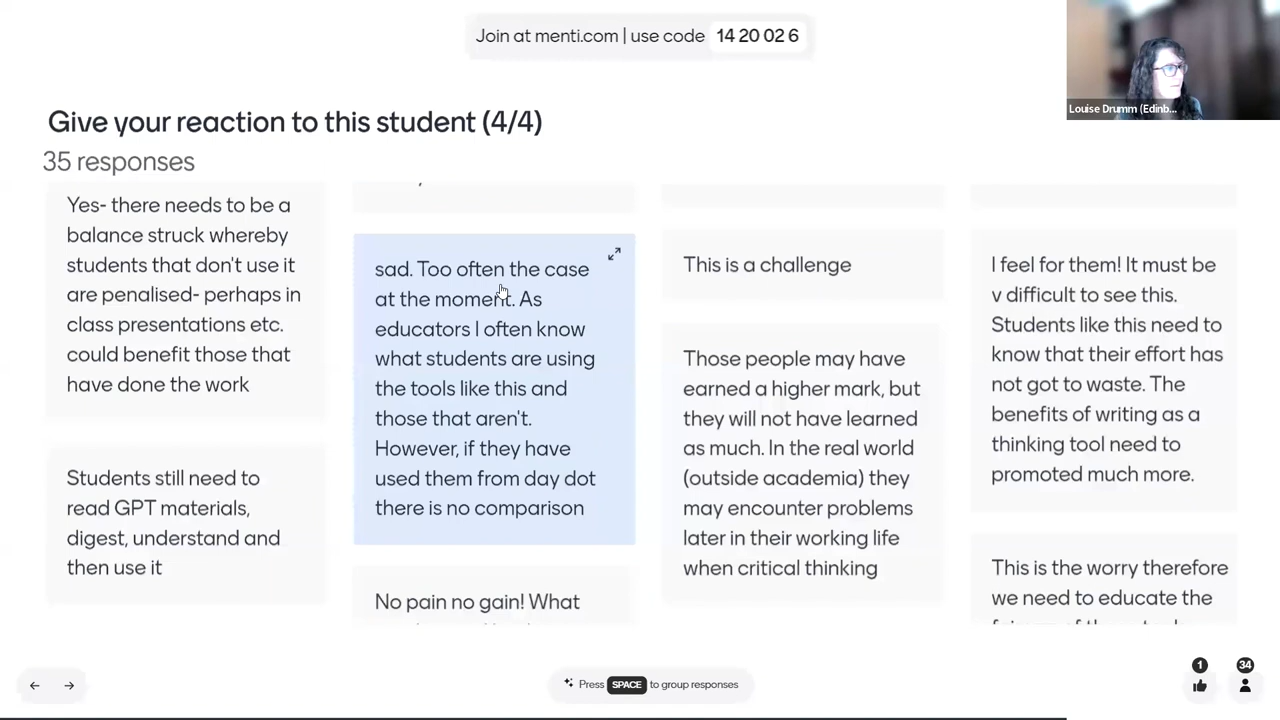 Join at menti.com | use code 14 20 02 6
Louise Drumm (Edinb...
Give your reaction to this student (4/4)
35 responses
Yes- there needs to be a
balance struck whereby
students that don't use it
are penalised- perhaps in
class presentations etc.
could benefit those that
have done the work
Students still need to
read GPT materials,
digest, understand and
then use it
sad. Too often the case
at the moment. As
educators I often know
what students are using
the tools like this and
those that aren't.
However, if they have
used them from day dot
there is no comparison
No pain no gain! What
This is a challenge
Those people may have
earned a higher mark, but
they will not have learned
as much. In the real world
(outside academia) they
may encounter problems
later in their working life
when critical thinking
I feel for them! It must be
v difficult to see this.
Students like this need to
know that their effort has
not got to waste. The
benefits of writing as a
thinking tool need to
promoted much more.
This is the worry therefore
we need to educate the
Press SPACE to group responses
1
34